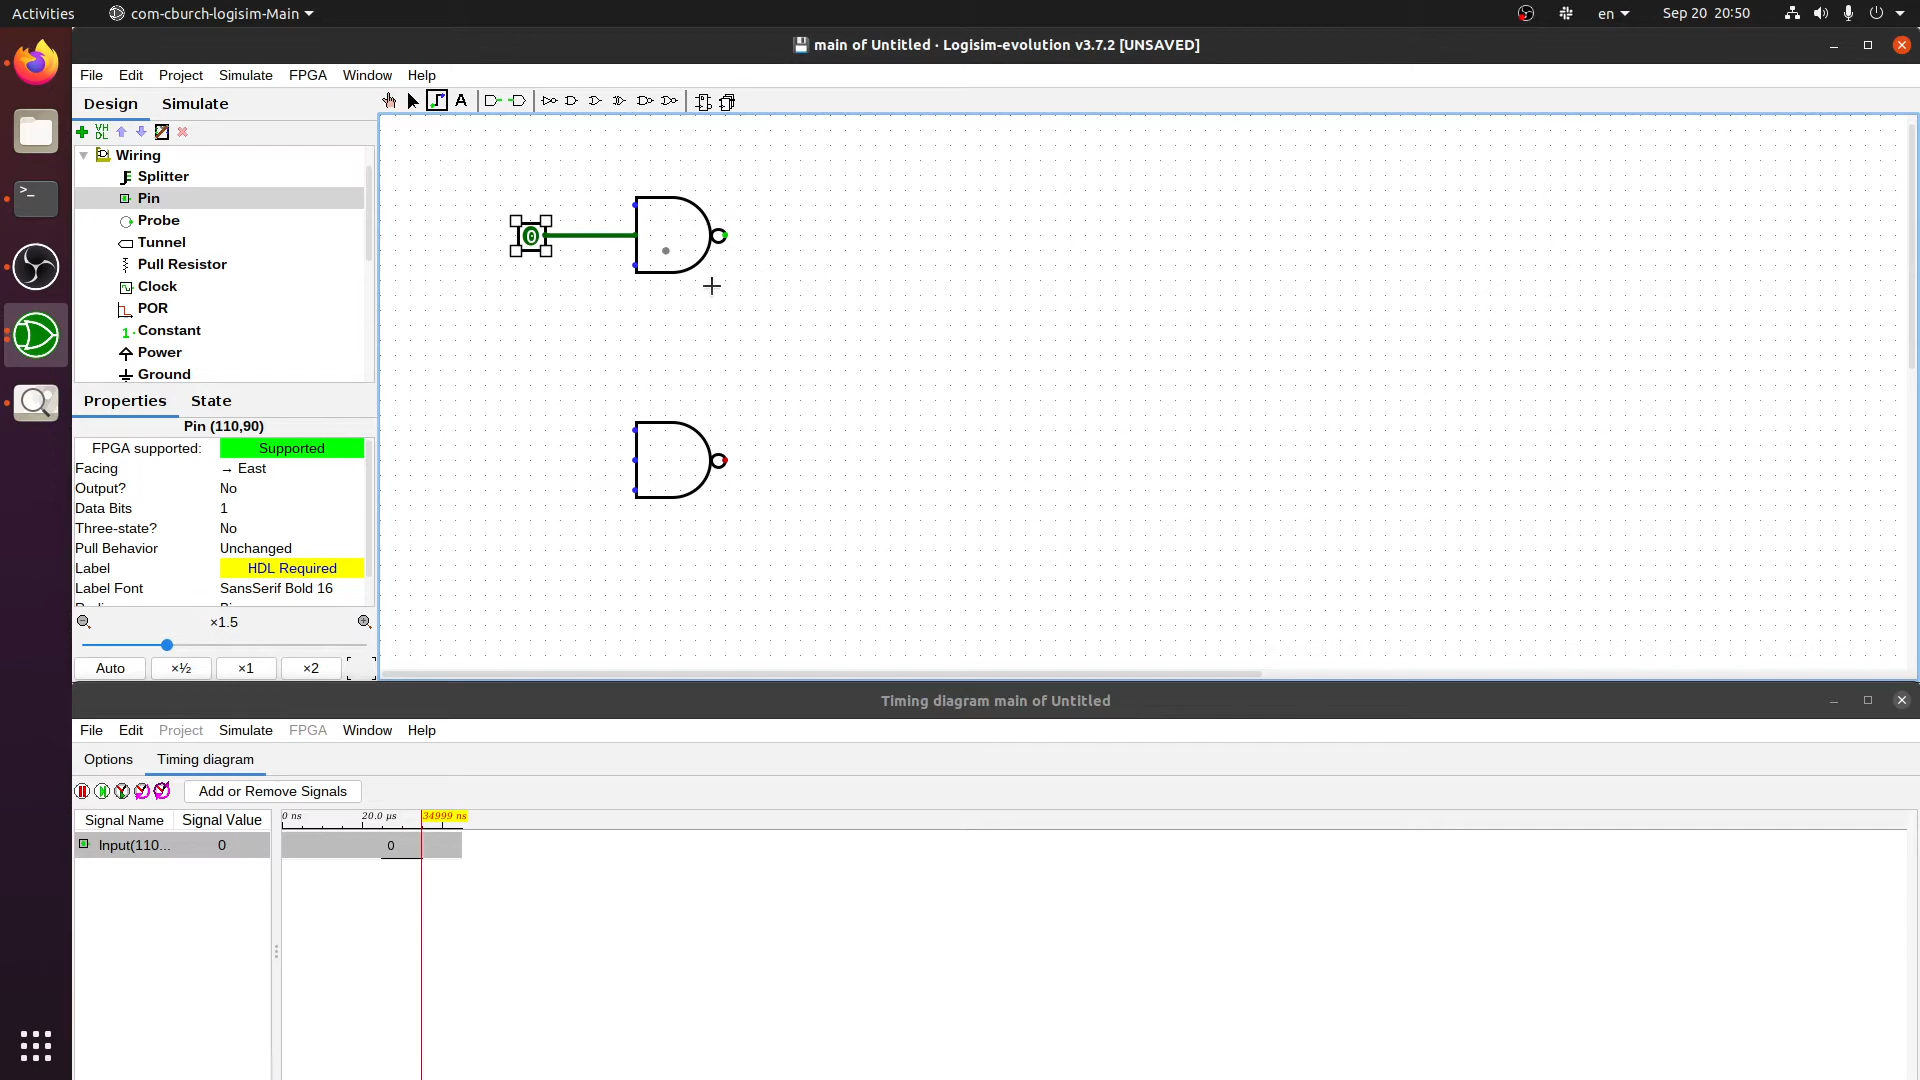 Activities
com-cburch-logisim-Main
en
Sep 20 20:50
main of Untitled · Logisim-evolution v3.7.2 [UNSAVED]
File Edit Project Simulate FPGA Window Help
Design Simulate
A
VH
DL
Wiring
Splitter
Pin
Probe
Tunnel
Pull Resistor
Clock
POR
1 Constant
Power
Ground
0
Properties State
Pin (110,90)
FPGA supported: Supported
Facing → East
Output? No
Data Bits 1
Three-state? No
Pull Behavior Unchanged
Label HDL Required
Label Font SansSerif Bold 16
×1.5
Auto ×½ ×1 ×2
Timing diagram main of Untitled
File Edit Project Simulate FPGA Window Help
Options Timing diagram
Add or Remove Signals
Signal Name Signal Value 0 ns 20.0 µs 34999 ns
Input(110... 0 0